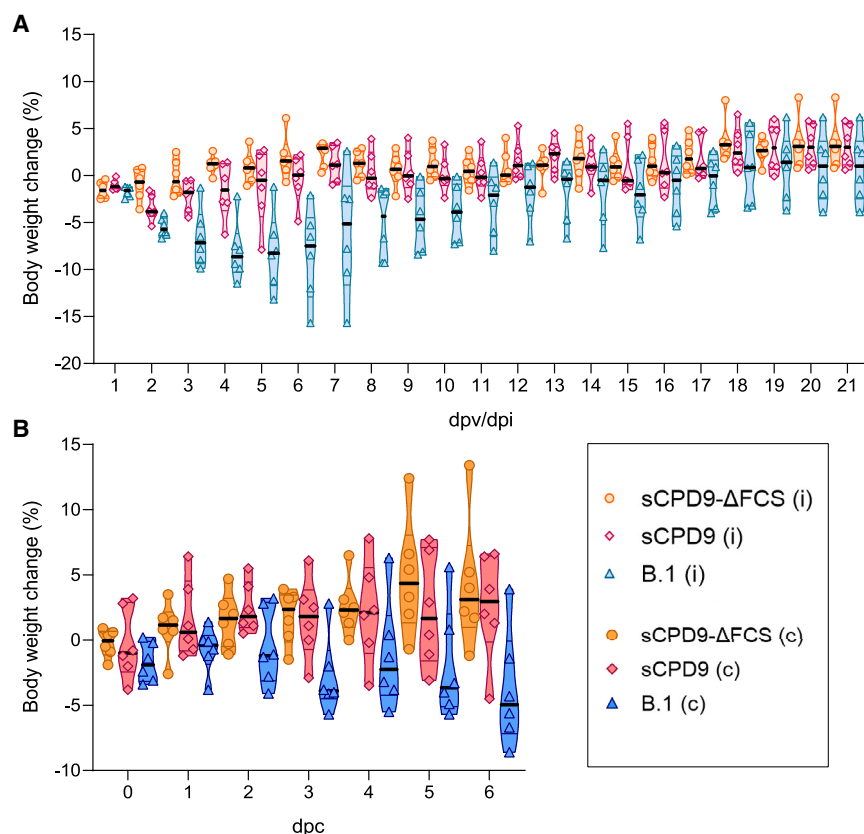 A
Body weight change (%)
15
10
5
0
-5
-10
-15
-20
1 2 3 4 5 6 7 8 9 10 11 12 13 14 15 16 17 18 19 20 21
dpv/dpi
B
Body weight change (%)
15
10
5
0
-5
-10
0 1 2 3 4 5 6
dpc
sCPD9-ΔFCS (i)
sCPD9 (i)
B.1 (i)
sCPD9-ΔFCS (c)
sCPD9 (c)
B.1 (c)